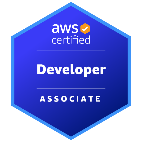 aws
certified
Developer
ASSOCIATE